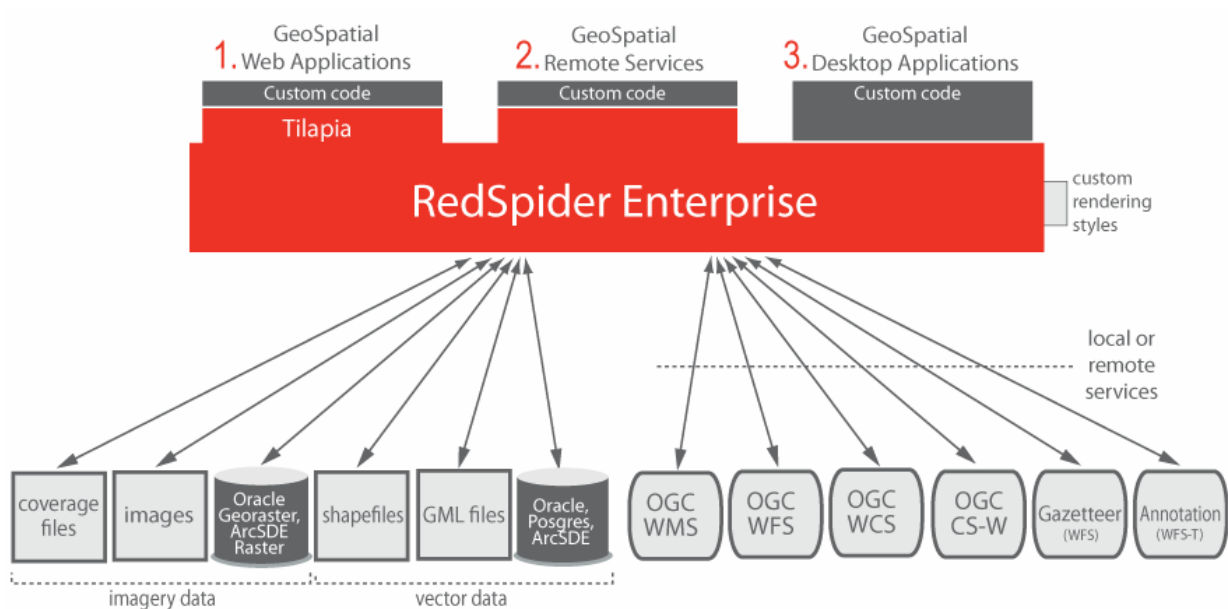 GeoSpatial
1. Web Applications
Custom code
Tilapia
GeoSpatial
2. Remote Services
Custom code
GeoSpatial
3. Desktop Applications
Custom code
RedSpider Enterprise
custom
rendering
styles
local or
remote
services
coverage
files
images
Oracle
Georaster,
ArcSDE
Raster
shapefiles
GML files
Oracle,
Posgres,
ArcSDE
OGC
WMS
OGC
WFS
OGC
WCS
OGC
CS-W
Gazetteer
(WFS)
Annotation
(WFS-T)
imagery data
vector data